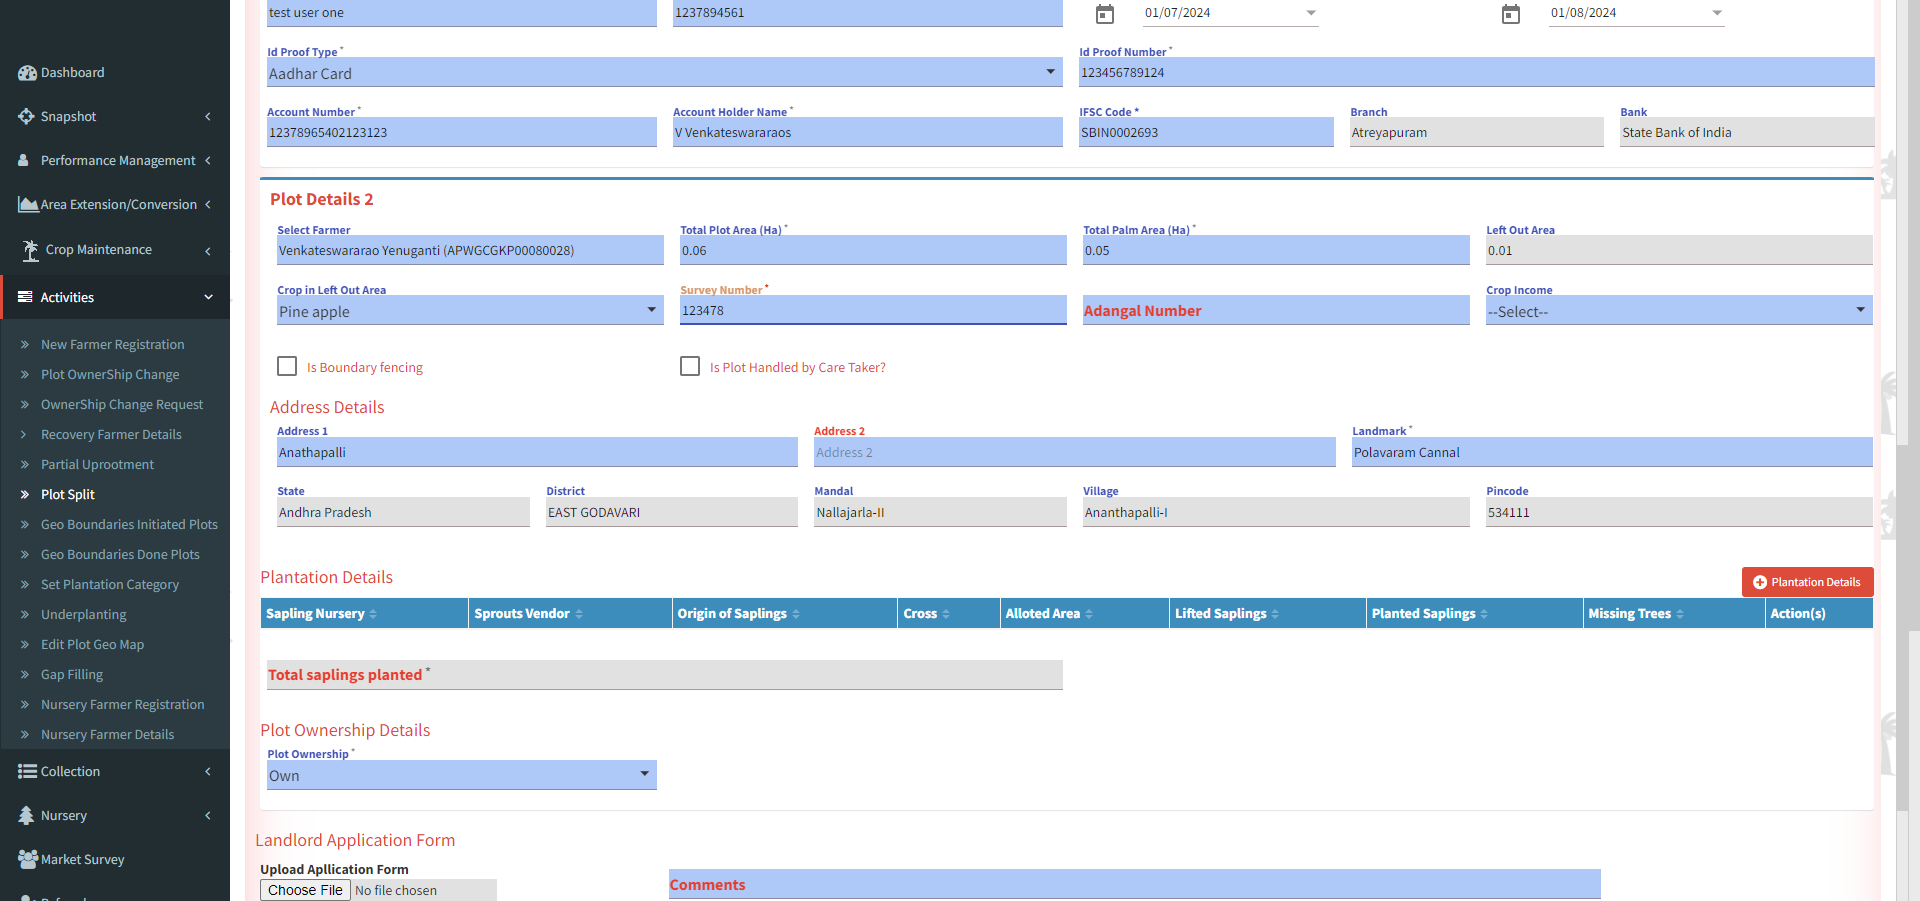 Dashboard
Snapshot
Performance Management
Area Extension/Conversion
Crop Maintenance
Activities
New Farmer Registration
Plot OwnerShip Change
OwnerShip Change Request
Recovery Farmer Details
Partial Uprootment
Plot Split
Geo Boundaries Initiated Plots
Geo Boundaries Done Plots
Set Plantation Category
Underplanting
Edit Plot Geo Map
Gap Filling
Nursery Farmer Registration
Nursery Farmer Details
Collection
Nursery
Market Survey
test user one 1237894561 01/07/2024 01/08/2024
Id Proof Type * Id Proof Number *
Aadhar Card 123456789124
Account Number * Account Holder Name * IFSC Code * Branch Bank
12378965402123123 V Venkateswararaos SBIN0002693 Atreyapuram State Bank of India
Plot Details 2
Select Farmer Total Plot Area (Ha) * Total Palm Area (Ha) * Left Out Area
Venkateswararao Yenuganti (APWGCGKP00080028) 0.06 0.05 0.01
Crop in Left Out Area Survey Number * Crop Income
Pine apple 123478 Adangal Number --Select--
Is Boundary fencing Is Plot Handled by Care Taker?
Address Details
Address 1 Address 2 Landmark *
Anathapalli Address 2 Polavaram Cannal
State District Mandal Village Pincode
Andhra Pradesh EAST GODAVARI Nallajarla-II Ananthapalli-I 534111
Plantation Details Plantation Details
Sapling Nursery Sprouts Vendor Origin of Saplings Cross Alloted Area Lifted Saplings Planted Saplings Missing Trees Action(s)
Total saplings planted *
Plot Ownership Details
Plot Ownership *
Own
Landlord Application Form
Upload Apllication Form
Choose File No file chosen Comments